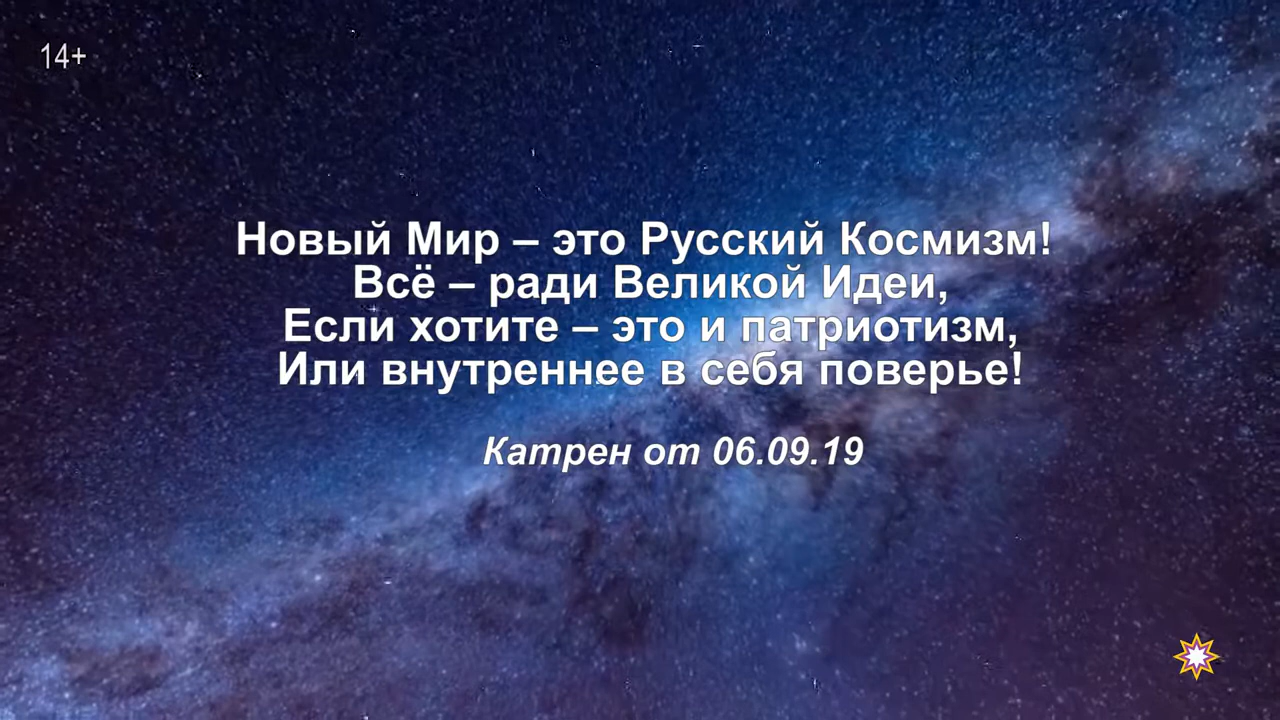 14+
Новый Мир – это Русский Космизм!
Всё – ради Великой Идеи,
Если хотите – это и патриотизм,
Или внутреннее в себя поверье!
Катрен от 06.09.19